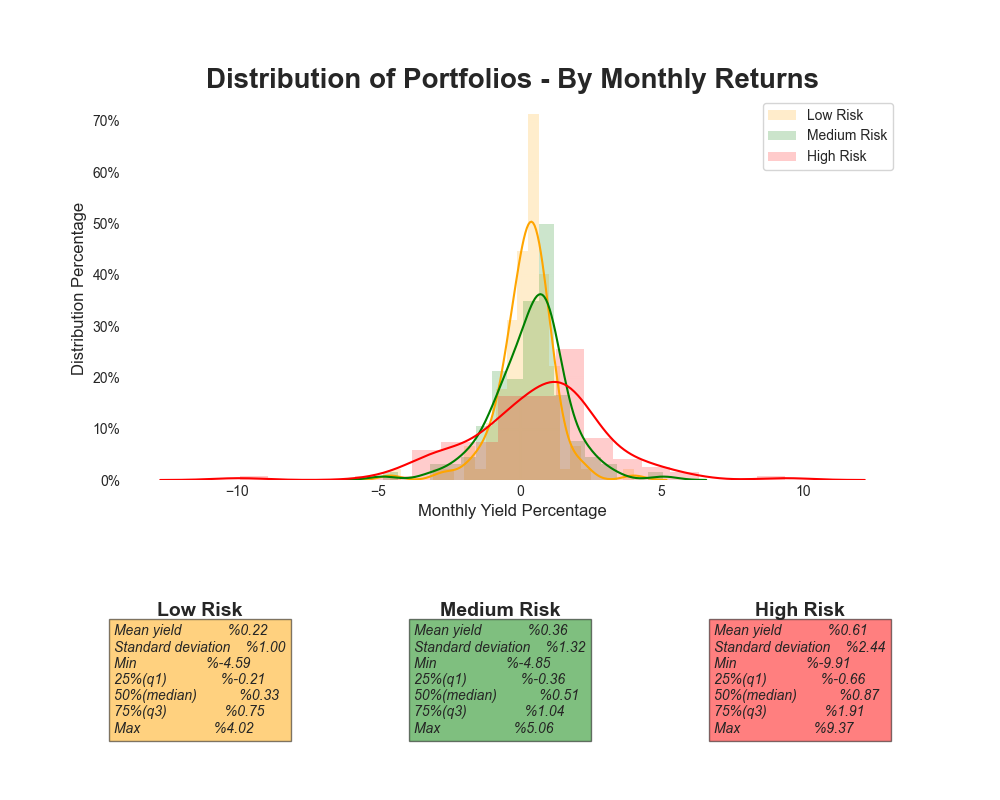 Distribution of Portfolios - By Monthly Returns
Low Risk
Medium Risk
High Risk
70%
60%
50%
40%
30%
20%
10%
0%
Distribution Percentage
−10
−5
0
5
10
Monthly Yield Percentage
Low Risk
Mean yield %0.22
Standard deviation %1.00
Min %-4.59
25%(q1) %-0.21
50%(median) %0.33
75%(q3) %0.75
Max %4.02
Medium Risk
Mean yield %0.36
Standard deviation %1.32
Min %-4.85
25%(q1) %-0.36
50%(median) %0.51
75%(q3) %1.04
Max %5.06
High Risk
Mean yield %0.61
Standard deviation %2.44
Min %-9.91
25%(q1) %-0.66
50%(median) %0.87
75%(q3) %1.91
Max %9.37